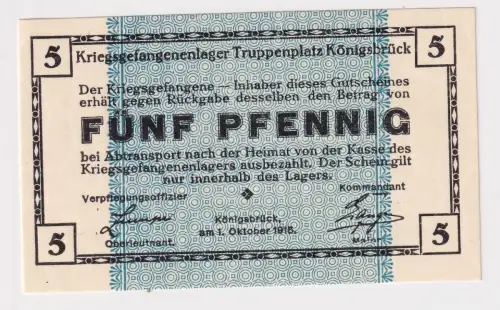 5 5
Kriegsgefangenenlager Truppenplatz Königsbrück
Der Kriegsgefangene — Inhaber dieses Gutscheines
erhält gegen Rückgabe desselben den Betrag von
FÜNF PFENNIG
bei Abtransport nach der Heimat von der Kasse des
Kriegsgefangenenlagers ausbezahlt. Der Schein gilt
nur innerhalb des Lagers.
Verpflegungsoffizier Kommandant
Königsbrück,
am 1. Oktober 1916.
Oberleutnant. Major
5 5